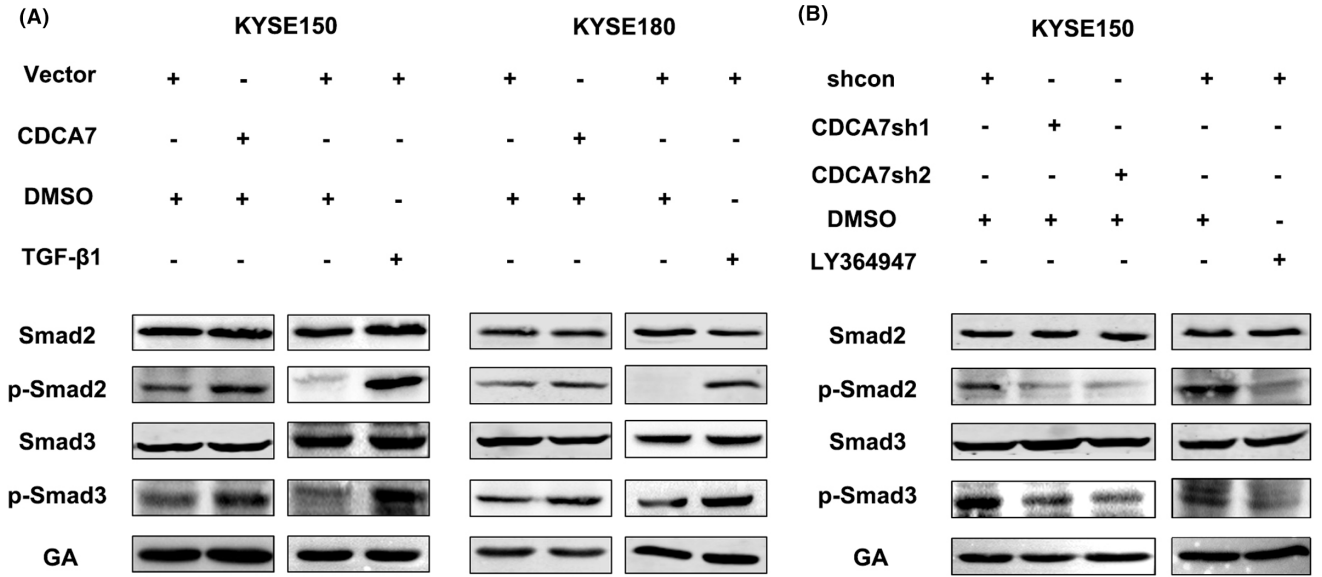 (A)
KYSE150 KYSE180
Vector + - + + + - + +
CDCA7 - + - - - + - -
DMSO + + + - + + + -
TGF-β1 - - - + - - - +
Smad2
p-Smad2
Smad3
p-Smad3
GA
(B)
KYSE150
shcon + - - + +
CDCA7sh1 - + - - -
CDCA7sh2 - - + - -
DMSO + + + + -
LY364947 - - - - +
Smad2
p-Smad2
Smad3
p-Smad3
GA